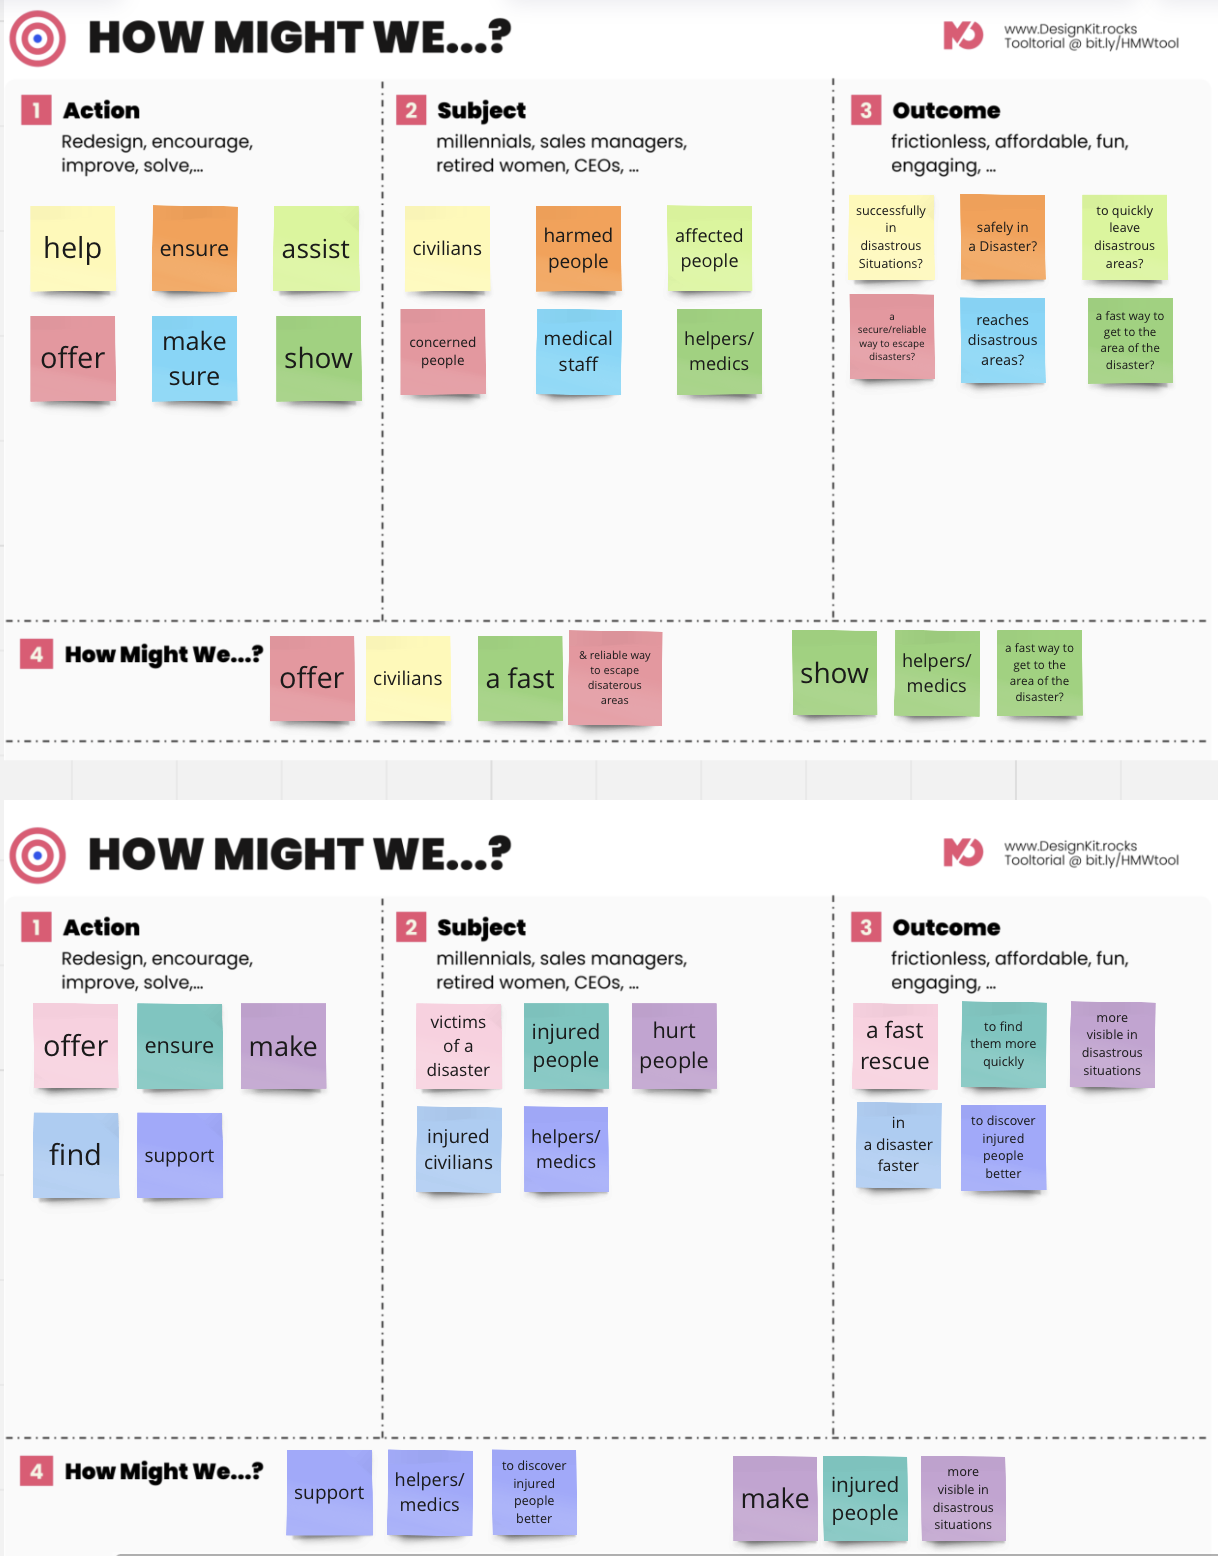 HOW MIGHT WE...?
www.DesignKit.rocks
Tooltorial @ bit.ly/HMWtool
1 Action
Redesign, encourage,
improve, solve,...
2 Subject
millennials, sales managers,
retired women, CEOs, ...
3 Outcome
frictionless, affordable, fun,
engaging, ...
help
ensure
assist
offer
make
sure
show
civilians
harmed
people
affected
people
concerned
people
medical
staff
helpers/
medics
successfully
in
disastrous
Situations?
safely in
a Disaster?
to quickly
leave
disastrous
areas?
a
secure/reliable
way to escape
disasters?
reaches
disastrous
areas?
a fast way to
get to the
area of the
disaster?
4 How Might We...?
offer
civilians
a fast
& reliable way
to escape
disaterous
areas
show
helpers/
medics
a fast way to
get to the
area of the
disaster?
HOW MIGHT WE...?
www.DesignKit.rocks
Tooltorial @ bit.ly/HMWtool
1 Action
Redesign, encourage,
improve, solve,...
2 Subject
millennials, sales managers,
retired women, CEOs, ...
3 Outcome
frictionless, affordable, fun,
engaging, ...
offer
ensure
make
find
support
victims
of a
disaster
injured
people
hurt
people
injured
civilians
helpers/
medics
a fast
rescue
to find
them more
quickly
more
visible in
disastrous
situations
in
a disaster
faster
to discover
injured
people
better
4 How Might We...?
support
helpers/
medics
to discover
injured
people
better
make
injured
people
more
visible in
disastrous
situations